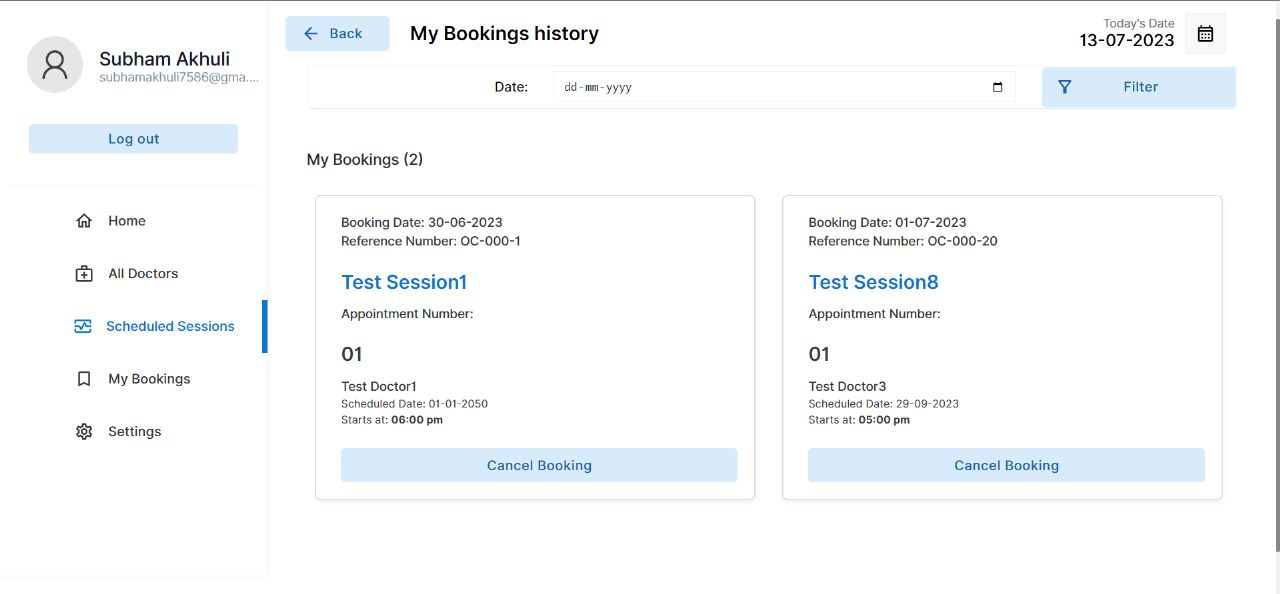 Subham Akhuli
subhamakhuli7586@gma....
Log out
Home
All Doctors
Scheduled Sessions
My Bookings
Settings
Back
My Bookings history
Today's Date
13-07-2023
Date:
dd-mm-yyyy
Filter
My Bookings (2)
Booking Date: 30-06-2023
Reference Number: OC-000-1
Test Session1
Appointment Number:
01
Test Doctor1
Scheduled Date: 01-01-2050
Starts at: 06:00 pm
Cancel Booking
Booking Date: 01-07-2023
Reference Number: OC-000-20
Test Session8
Appointment Number:
01
Test Doctor3
Scheduled Date: 29-09-2023
Starts at: 05:00 pm
Cancel Booking